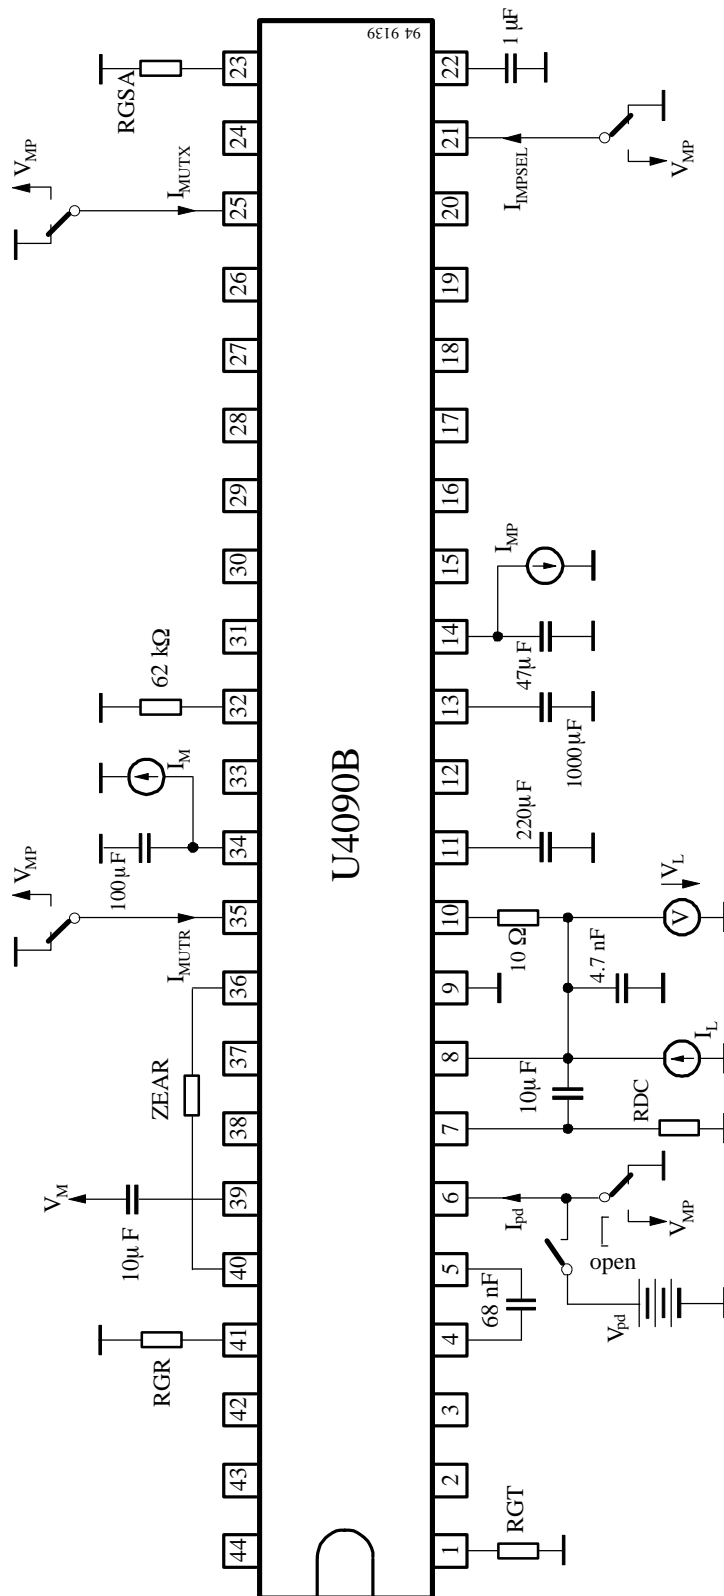 94 9139
23
24
25
26
27
28
29
30
31
32
33
34
35
36
37
38
39
40
41
42
43
44
RGSA
V_MP
I_MUTX
62 kΩ
I_M
100μF
V_MP
I_MUTR
ZEAR
V_M
10μF
RGR
U4090B
22
21
20
19
18
17
16
15
14
13
12
11
10
9
8
7
6
5
4
3
2
1
1 μF
I_IMPSEL
V_MP
I_MP
47μF
1000μF
220μF
V
V_L
10 Ω
4.7 nF
I_L
10μF
RDC
I_pd
V_MP
open
68 nF
V_pd
RGT